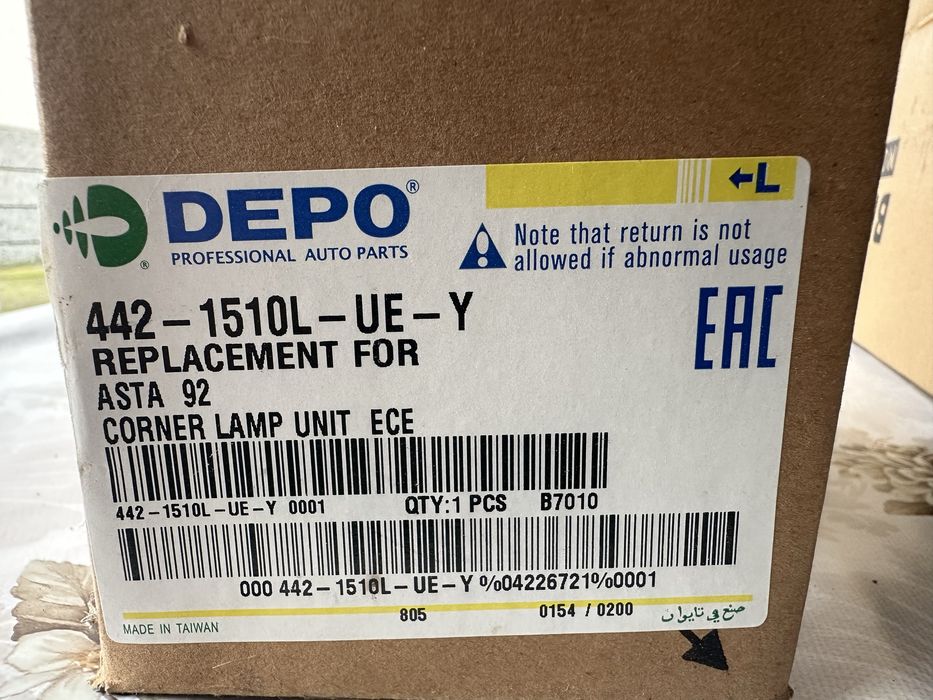 ←L
DEPO®
PROFESSIONAL AUTO PARTS
®
Note that return is not
allowed if abnormal usage
442-1510L-UE-Y
EAC
REPLACEMENT FOR
ASTA 92
CORNER LAMP UNIT ECE
442-1510L-UE-Y 0001 QTY:1 PCS B7010
000 442-1510L-UE-Y%04226721%0001
805 0154 / 0200 صنع في تايوان
MADE IN TAIWAN